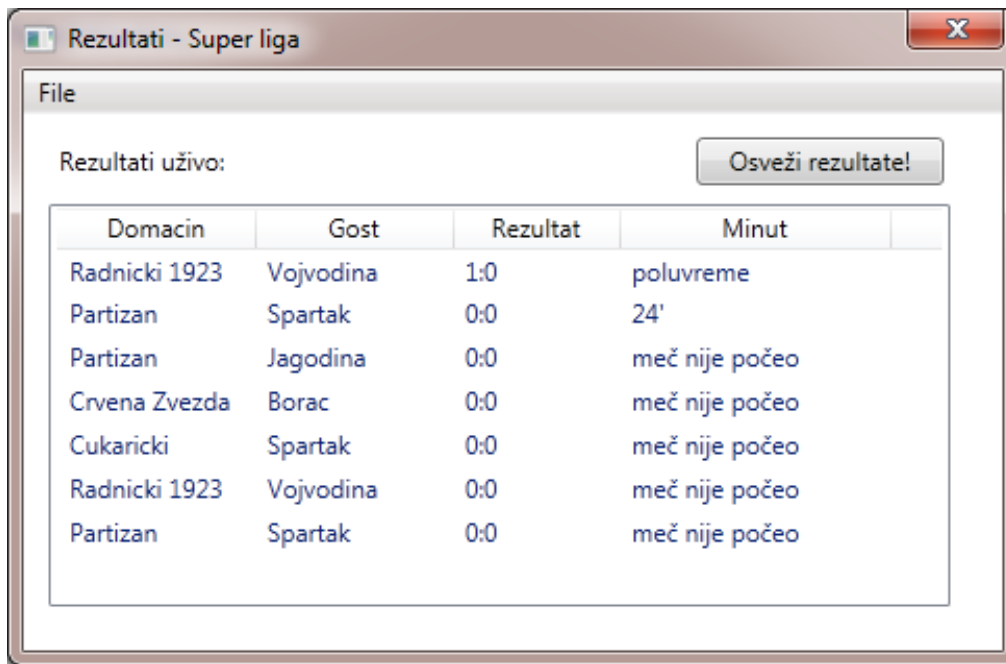 Rezultati - Super liga
File
Rezultati uživo: Osveži rezultate!
Domacin Gost Rezultat Minut
Radnicki 1923 Vojvodina 1:0 poluvreme
Partizan Spartak 0:0 24'
Partizan Jagodina 0:0 meč nije počeo
Crvena Zvezda Borac 0:0 meč nije počeo
Cukaricki Spartak 0:0 meč nije počeo
Radnicki 1923 Vojvodina 0:0 meč nije počeo
Partizan Spartak 0:0 meč nije počeo